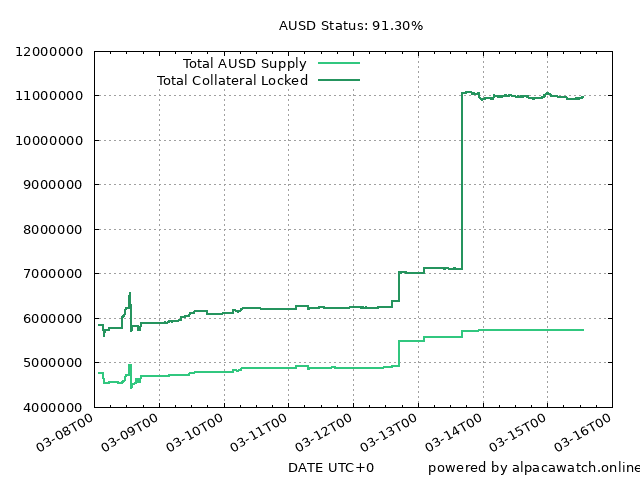 AUSD Status: 91.30%
12000000
11000000
10000000
9000000
8000000
7000000
6000000
5000000
4000000
Total AUSD Supply
Total Collateral Locked
03-08T00
03-09T00
03-10T00
03-11T00
03-12T00
03-13T00
03-14T00
03-15T00
03-16T00
DATE UTC+0
powered by alpacawatch.online